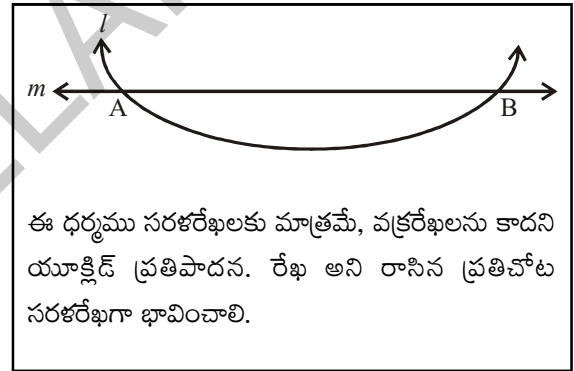 l
m
A B
ఈ ధర్మము సరళరేఖలకు మాత్రమే, వక్రరేఖలను కాదని
యూక్లిడ్ ప్రతిపాదన. రేఖ అని రాసిన ప్రతిచోట
సరళరేఖగా భావించాలి.